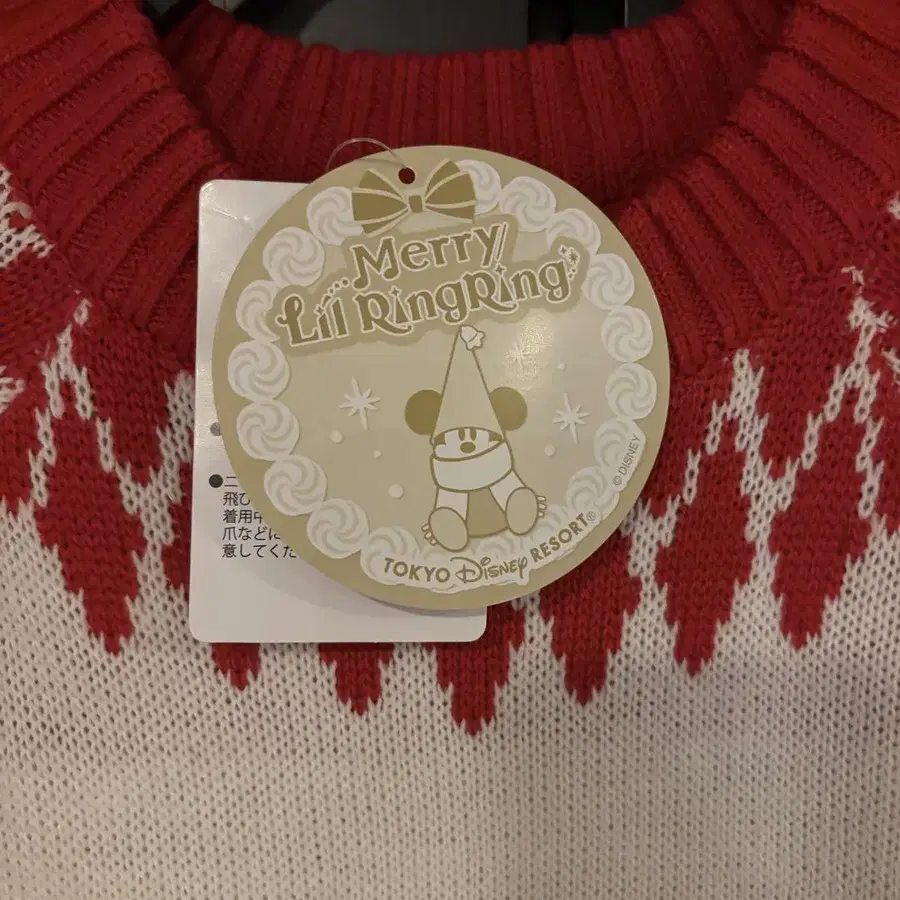 Merry
Lil RingRing
© DISNEY
TOKYO DISNEY RESORT®
●ニ
飛び
着用中
爪などに
意してくだ